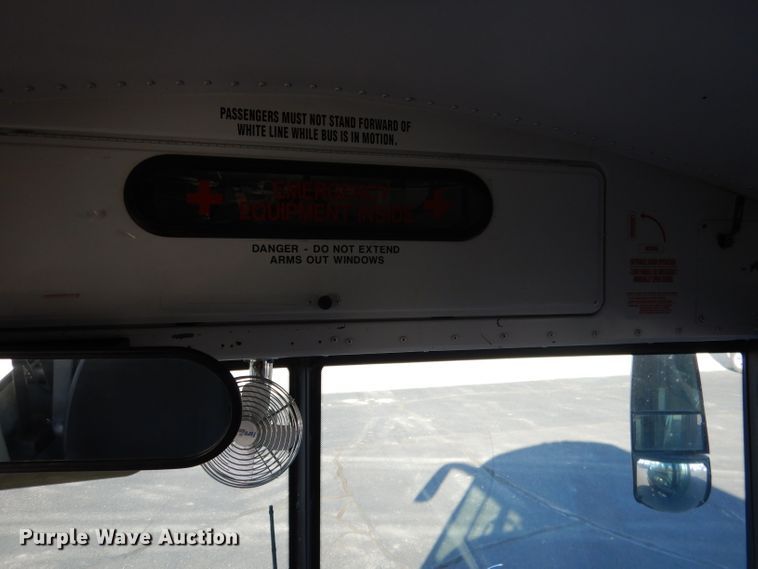 PASSENGERS MUST NOT STAND FORWARD OF
WHITE LINE WHILE BUS IS IN MOTION.
EMERGENCY
EQUIPMENT INSIDE
DANGER - DO NOT EXTEND
ARMS OUT WINDOWS
Purple Wave Auction